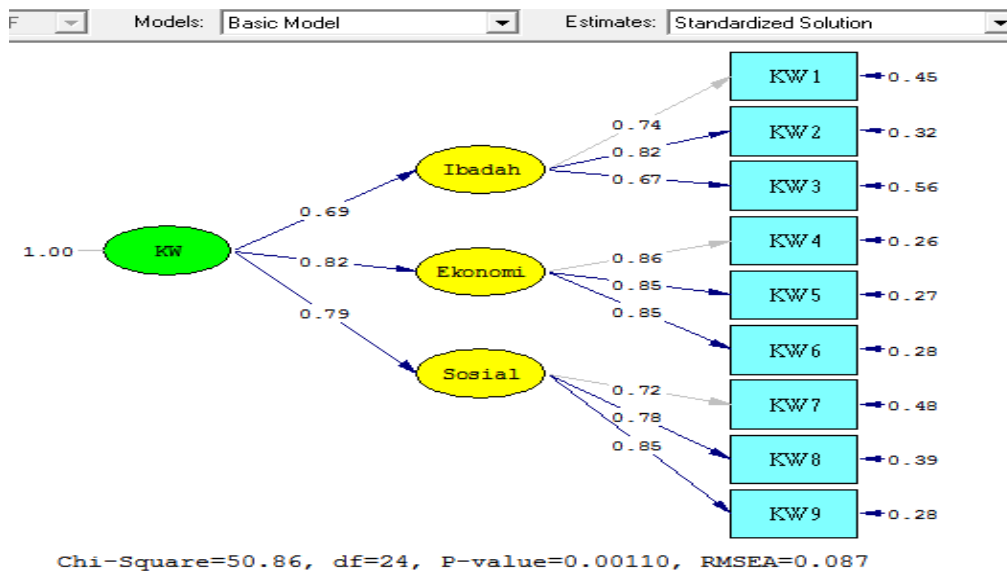 F Models: Basic Model Estimates: Standardized Solution
KW1 0.45
0.74
KW2 0.32
0.82
Ibadah
0.67 KW3 0.56
0.69
KW4 0.26
1.00 KW
0.86
0.82 Ekonomi
0.85 KW5 0.27
0.79 0.85
KW6 0.28
Sosial
0.72 KW7 0.48
0.78
0.85 KW8 0.39
KW9 0.28
Chi-Square=50.86, df=24, P-value=0.00110, RMSEA=0.087